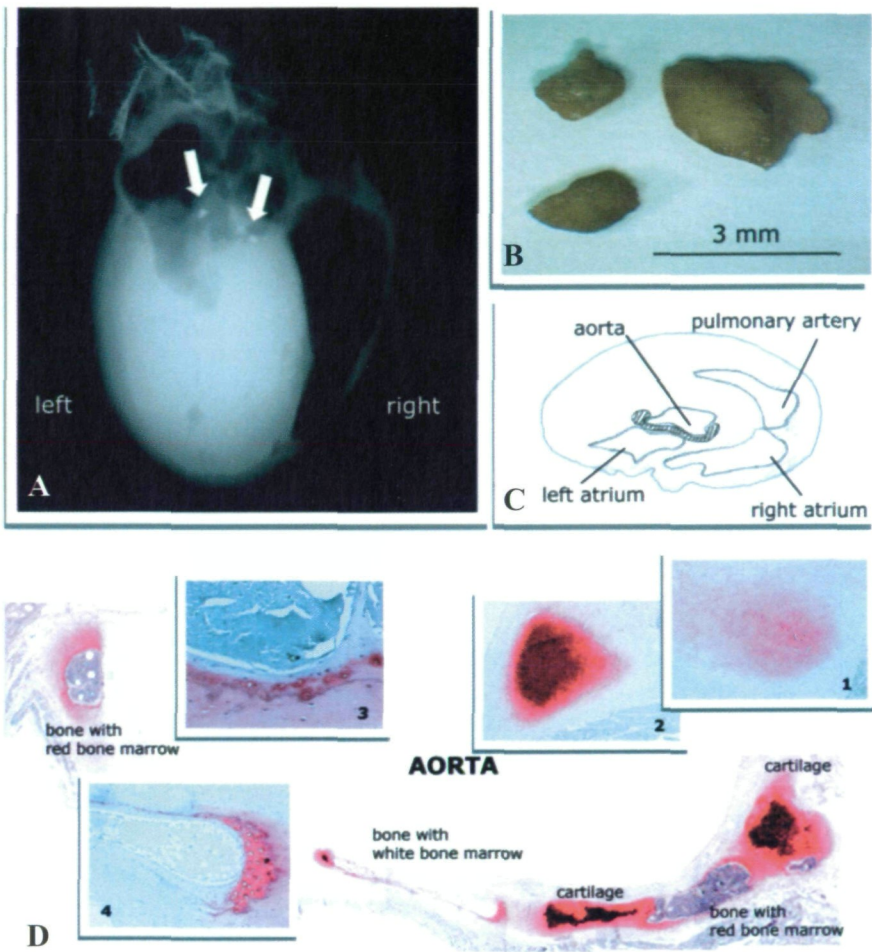 left
right
A
3 mm
B
aorta
pulmonary artery
left atrium
right atrium
C
bone with
red bone marrow
3
2
1
AORTA
4
bone with
white bone marrow
cartilage
cartilage
bone with
red bone marrow
D